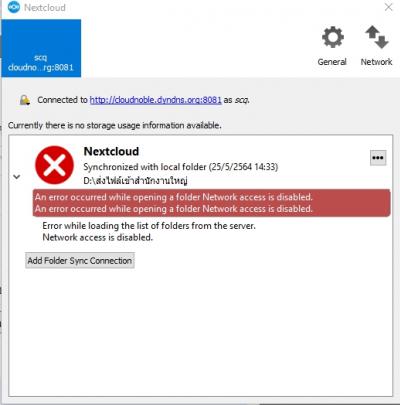 Nextcloud
scq
cloudno...rg:8081
General
Network
Connected to http://cloudnoble.dyndns.org:8081 as scq.
Currently there is no storage usage information available.
Nextcloud
Synchronized with local folder (25/5/2564 14:33)
D:\ส่งไฟล์เข้าสำนักงานใหญ่
An error occurred while opening a folder Network access is disabled.
An error occurred while opening a folder Network access is disabled.
Error while loading the list of folders from the server.
Network access is disabled.
Add Folder Sync Connection